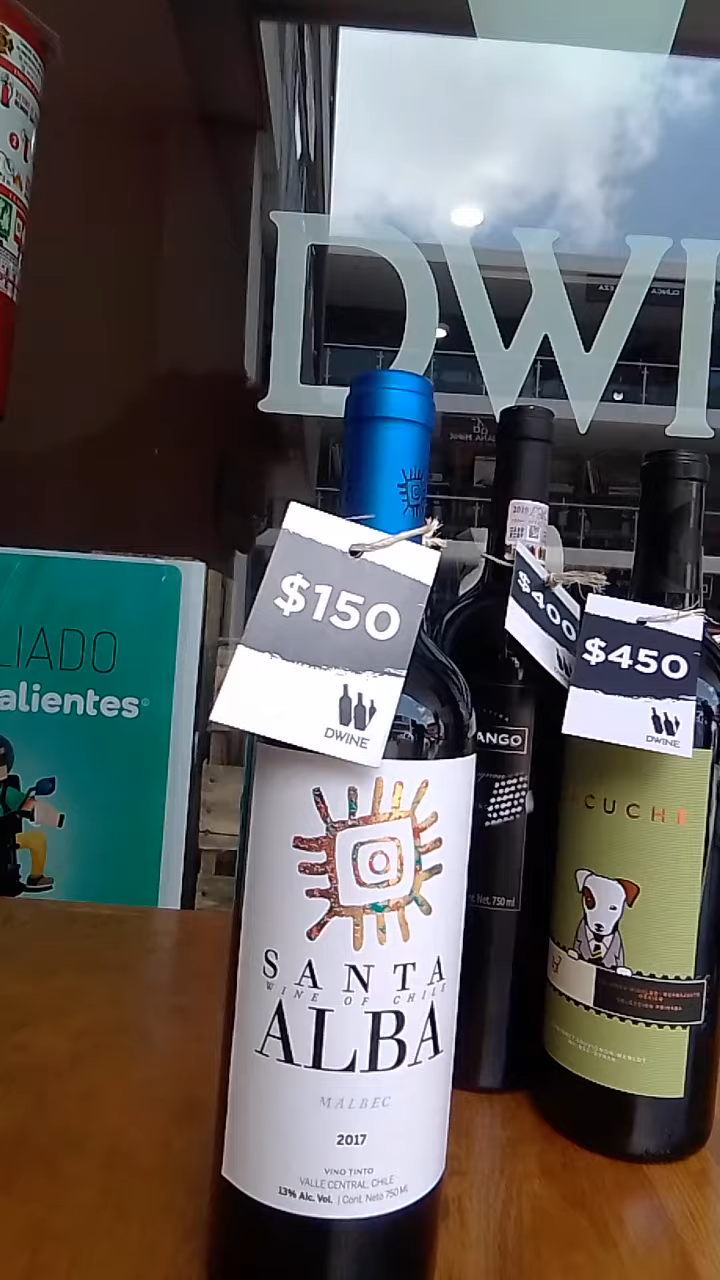 DWI
$150
DWINE
$400
$450
DWINE
LIADO
alientes
ANGO
t. Net. 750 ml
CUCHI
SANTA
WINE OF CHILE
ALBA
MALBEC
2017
VINO TINTO
VALLE CENTRAL, CHILE
13% Alc. Vol. | Cont. Neto 750 ML